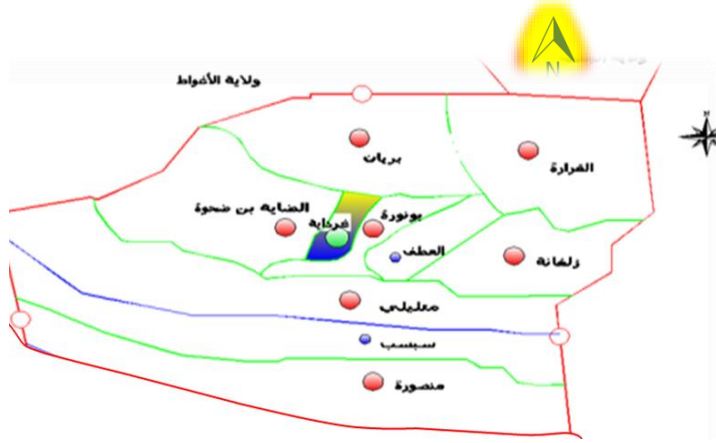 N
ولاية الأغواط
N
بريان
القرارة
الضاية بن ضحوة
غرداية
بونورة
العطف
زلفانة
متليلي
سبسب
منصورة